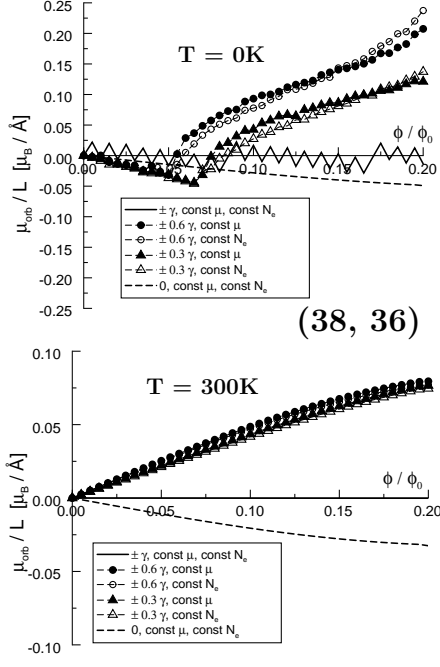 0.25
0.20
T = 0K
0.15
0.10
0.05
ϕ / ϕ₀
0.00
0.00 0.05 0.10 0.15 0.20
-0.05
-0.10
-0.15
-0.20
-0.25
μorb / L [μB / Å]
± γ, const μ, const Ne
± 0.6 γ, const μ
± 0.6 γ, const Ne
± 0.3 γ, const μ
± 0.3 γ, const Ne
0, const μ, const Ne
(38, 36)
0.10
T = 300K
0.05
ϕ / ϕ₀
0.00
0.00 0.05 0.10 0.15 0.20
-0.05
-0.10
μorb / L [μB / Å]
± γ, const μ, const Ne
± 0.6 γ, const μ
± 0.6 γ, const Ne
± 0.3 γ, const μ
± 0.3 γ, const Ne
0, const μ, const Ne